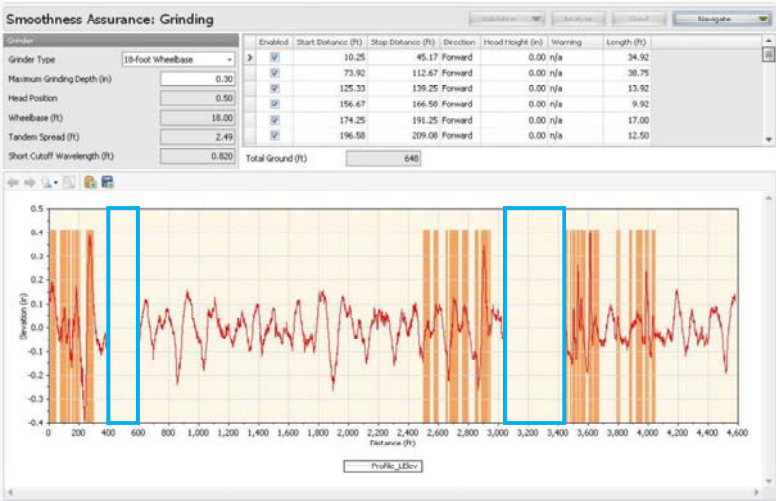 Smoothness Assurance: Grinding
Validation Analyze Grind Navigate
Grinder
Grinder Type 18-foot Wheelbase
Maximum Grinding Depth (in) 0.30
Head Position 0.50
Wheelbase (ft) 18.00
Tandem Spread (ft) 2.49
Short Cutoff Wavelength (ft) 0.820
Enabled Start Distance (ft) Stop Distance (ft) Direction Head Height (in) Warning Length (ft)
10.25 45.17 Forward 0.00 n/a 34.92
73.92 112.67 Forward 0.00 n/a 38.75
125.33 139.25 Forward 0.00 n/a 13.92
156.67 166.58 Forward 0.00 n/a 9.92
174.25 191.25 Forward 0.00 n/a 17.00
196.58 209.08 Forward 0.00 n/a 12.50
Total Ground (ft) 648
0.5
0.4
0.3
0.2
0.1
0.0
-0.1
-0.2
-0.3
-0.4
Elevation (in)
0 200 400 600 800 1,000 1,200 1,400 1,600 1,800 2,000 2,200 2,400 2,600 2,800 3,000 3,200 3,400 3,600 3,800 4,000 4,200 4,400 4,600
Distance (ft)
Profile_LElev